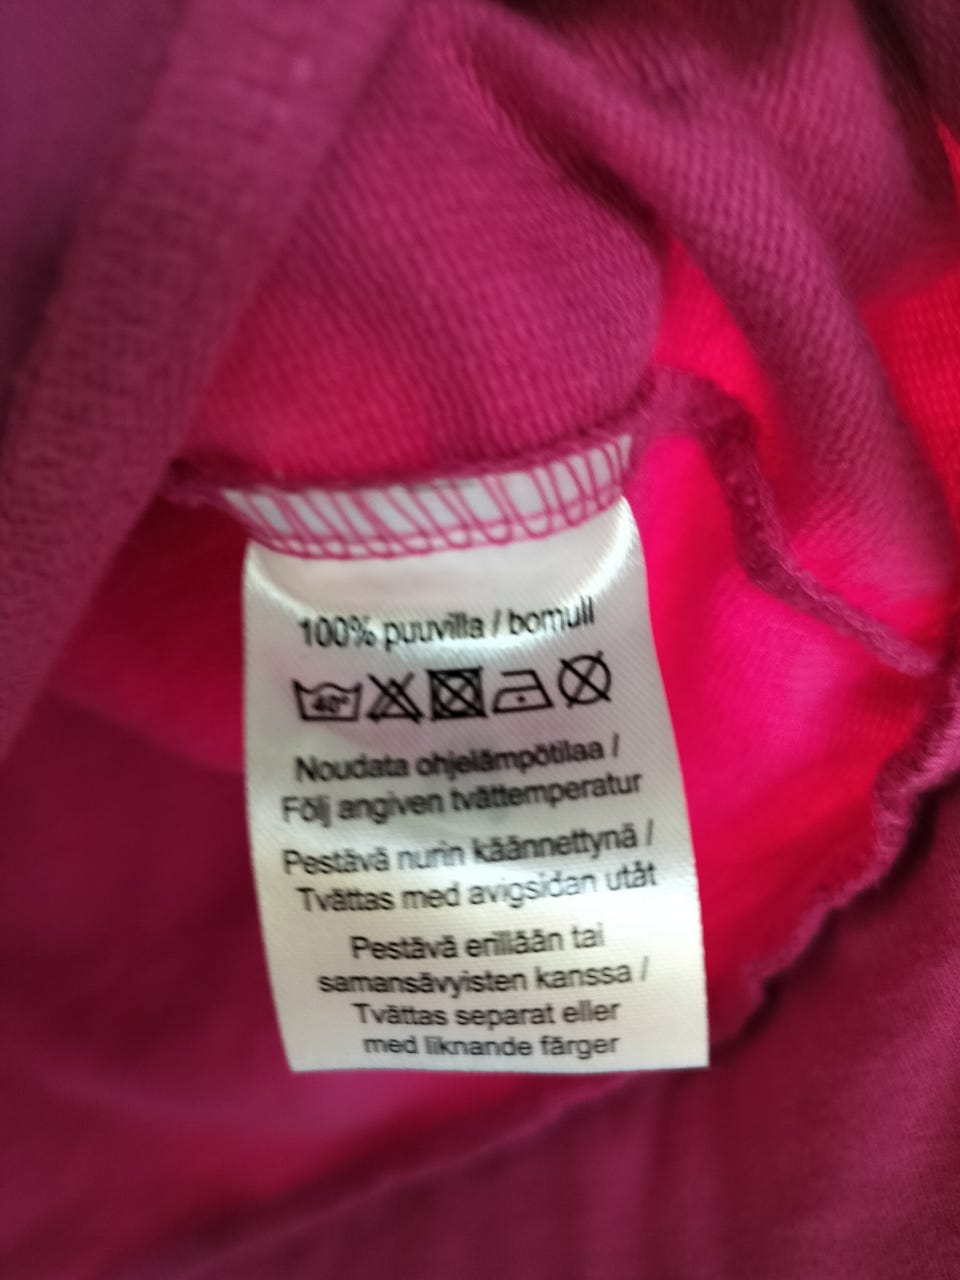 100% puuvilla / bomull
40°
Noudata ohjelämpötilaa /
Följ angiven tvättemperatur
Pestävä nurin käännettynä /
Tvättas med avigsidan utåt
Pestävä erillään tai
samansävyisten kanssa /
Tvättas separat eller
med liknande färger